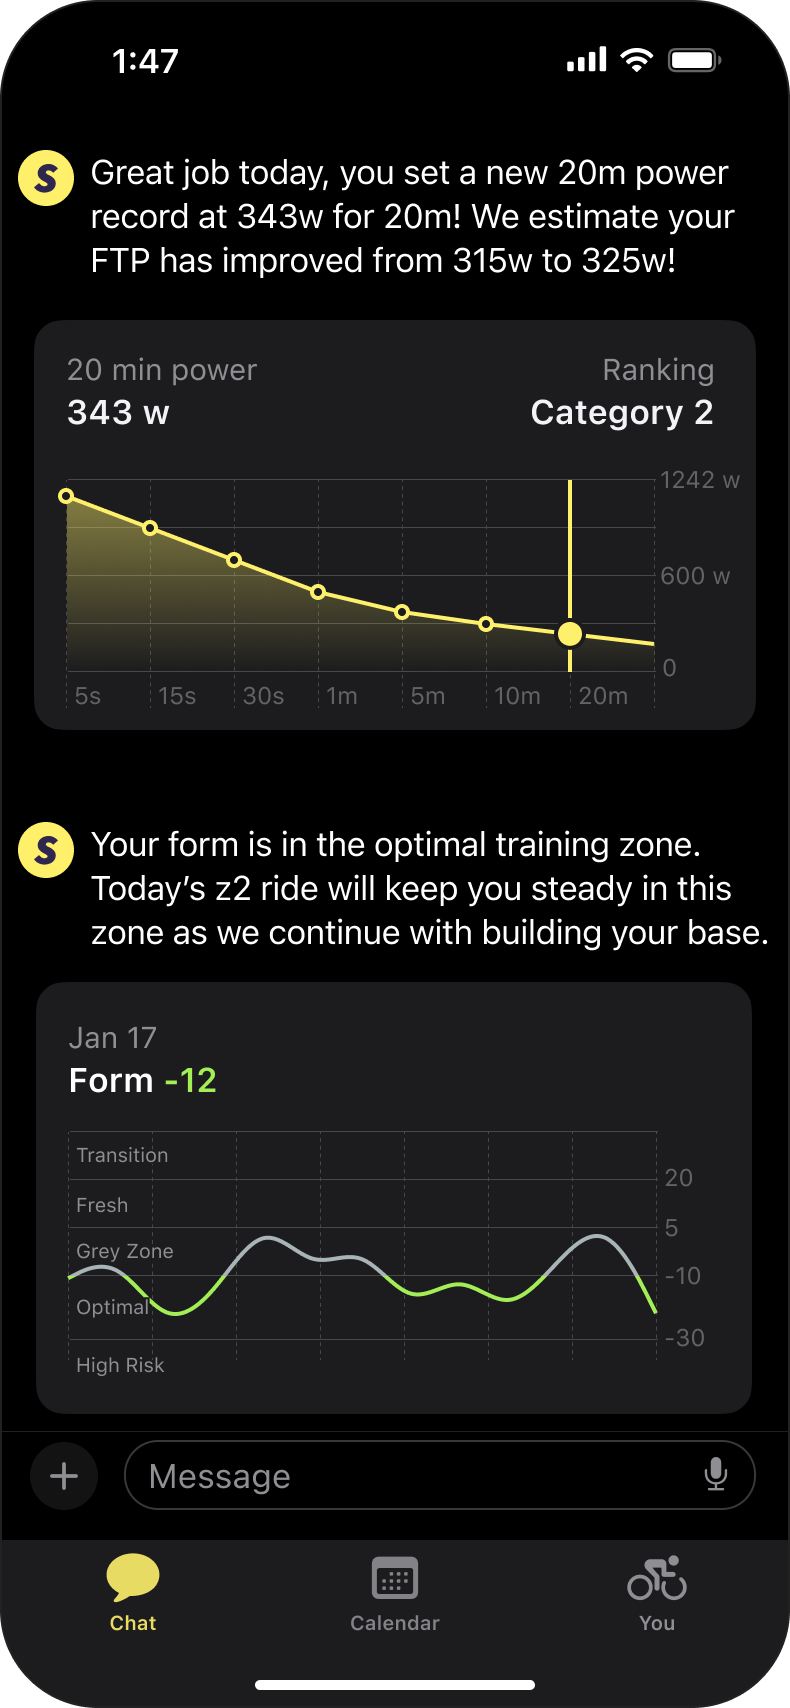 1:47
S
Great job today, you set a new 20m power
record at 343w for 20m! We estimate your
FTP has improved from 315w to 325w!
20 min power
Ranking
343 w
Category 2
1242 w
600 w
0
5s 15s 30s 1m 5m 10m 20m
S
Your form is in the optimal training zone.
Today’s z2 ride will keep you steady in this
zone as we continue with building your base.
Jan 17
Form -12
Transition
20
Fresh
5
Grey Zone
-10
Optimal
-30
High Risk
Message
Chat
Calendar
You